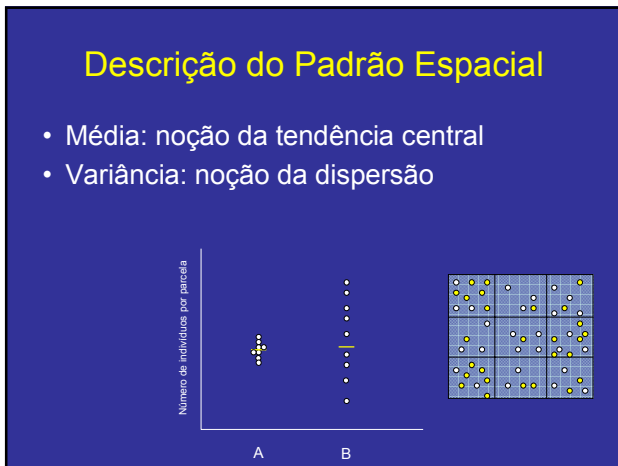 Descrição do Padrão Espacial
• Média: noção da tendência central
• Variância: noção da dispersão
Número de indivíduos por parcela
A
B